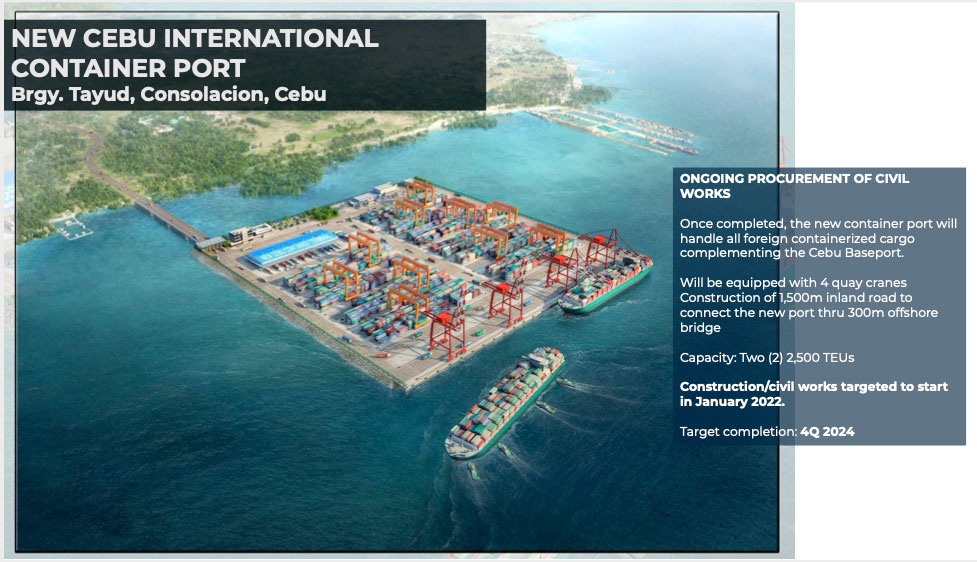 NEW CEBU INTERNATIONAL
CONTAINER PORT
Brgy. Tayud, Consolacion, Cebu
ONGOING PROCUREMENT OF CIVIL
WORKS
Once completed, the new container port will
handle all foreign containerized cargo
complementing the Cebu Baseport.
Will be equipped with 4 quay cranes
Construction of 1,500m inland road to
connect the new port thru 300m offshore
bridge
Capacity: Two (2) 2,500 TEUs
Construction/civil works targeted to start
in January 2022.
Target completion: 4Q 2024